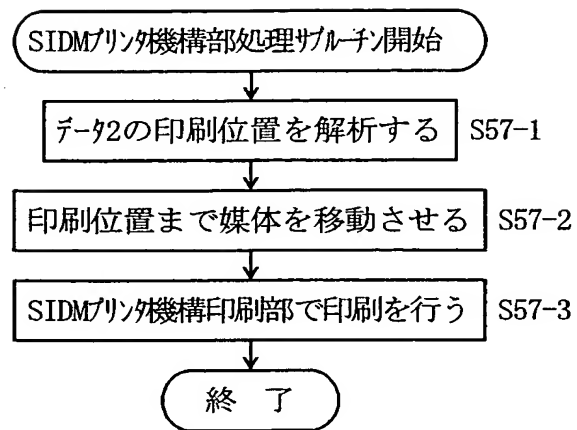 SIDMプリンタ機構部処理サブルーチン開始
データ2の印刷位置を解析する S57-1
印刷位置まで媒体を移動させる S57-2
SIDMプリンタ機構印刷部で印刷を行う S57-3
終 了